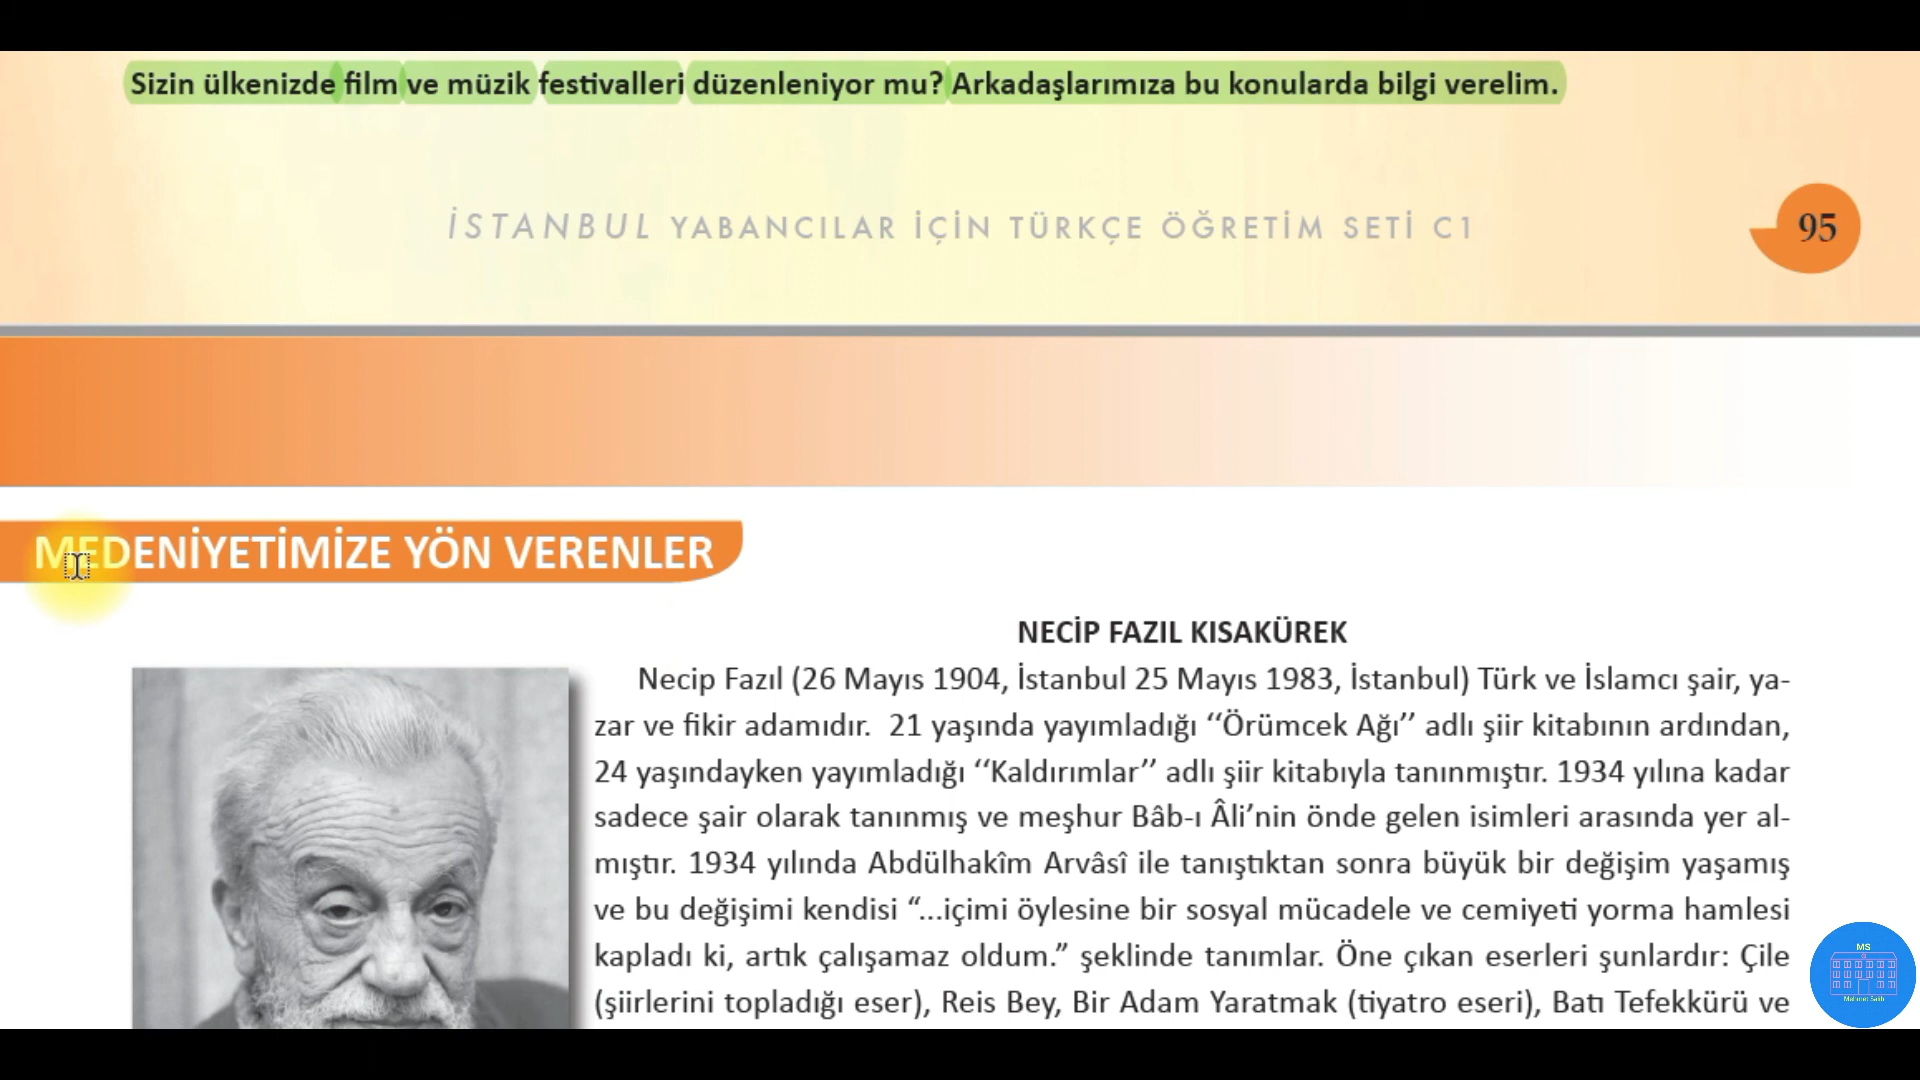 Sizin ülkenizde film ve müzik festivalleri düzenleniyor mu? Arkadaşlarımıza bu konularda bilgi verelim.
İSTANBUL YABANCILAR İÇİN TÜRKÇE ÖĞRETİM SETİ C1
95
MEDENİYETİMİZE YÖN VERENLER
NECİP FAZIL KISAKÜREK
Necip Fazıl (26 Mayıs 1904, İstanbul 25 Mayıs 1983, İstanbul) Türk ve İslamcı şair, ya-
zar ve fikir adamıdır. 21 yaşında yayımladığı ‘‘Örümcek Ağı’’ adlı şiir kitabının ardından,
24 yaşındayken yayımladığı ‘‘Kaldırımlar’’ adlı şiir kitabıyla tanınmıştır. 1934 yılına kadar
sadece şair olarak tanınmış ve meşhur Bâb-ı Âli’nin önde gelen isimleri arasında yer al-
mıştır. 1934 yılında Abdülhakîm Arvâsî ile tanıştıktan sonra büyük bir değişim yaşamış
ve bu değişimi kendisi “...içimi öylesine bir sosyal mücadele ve cemiyeti yorma hamlesi
kapladı ki, artık çalışamaz oldum.” şeklinde tanımlar. Öne çıkan eserleri şunlardır: Çile
(şiirlerini topladığı eser), Reis Bey, Bir Adam Yaratmak (tiyatro eseri), Batı Tefekkürü ve
MS
Mehmet Salih